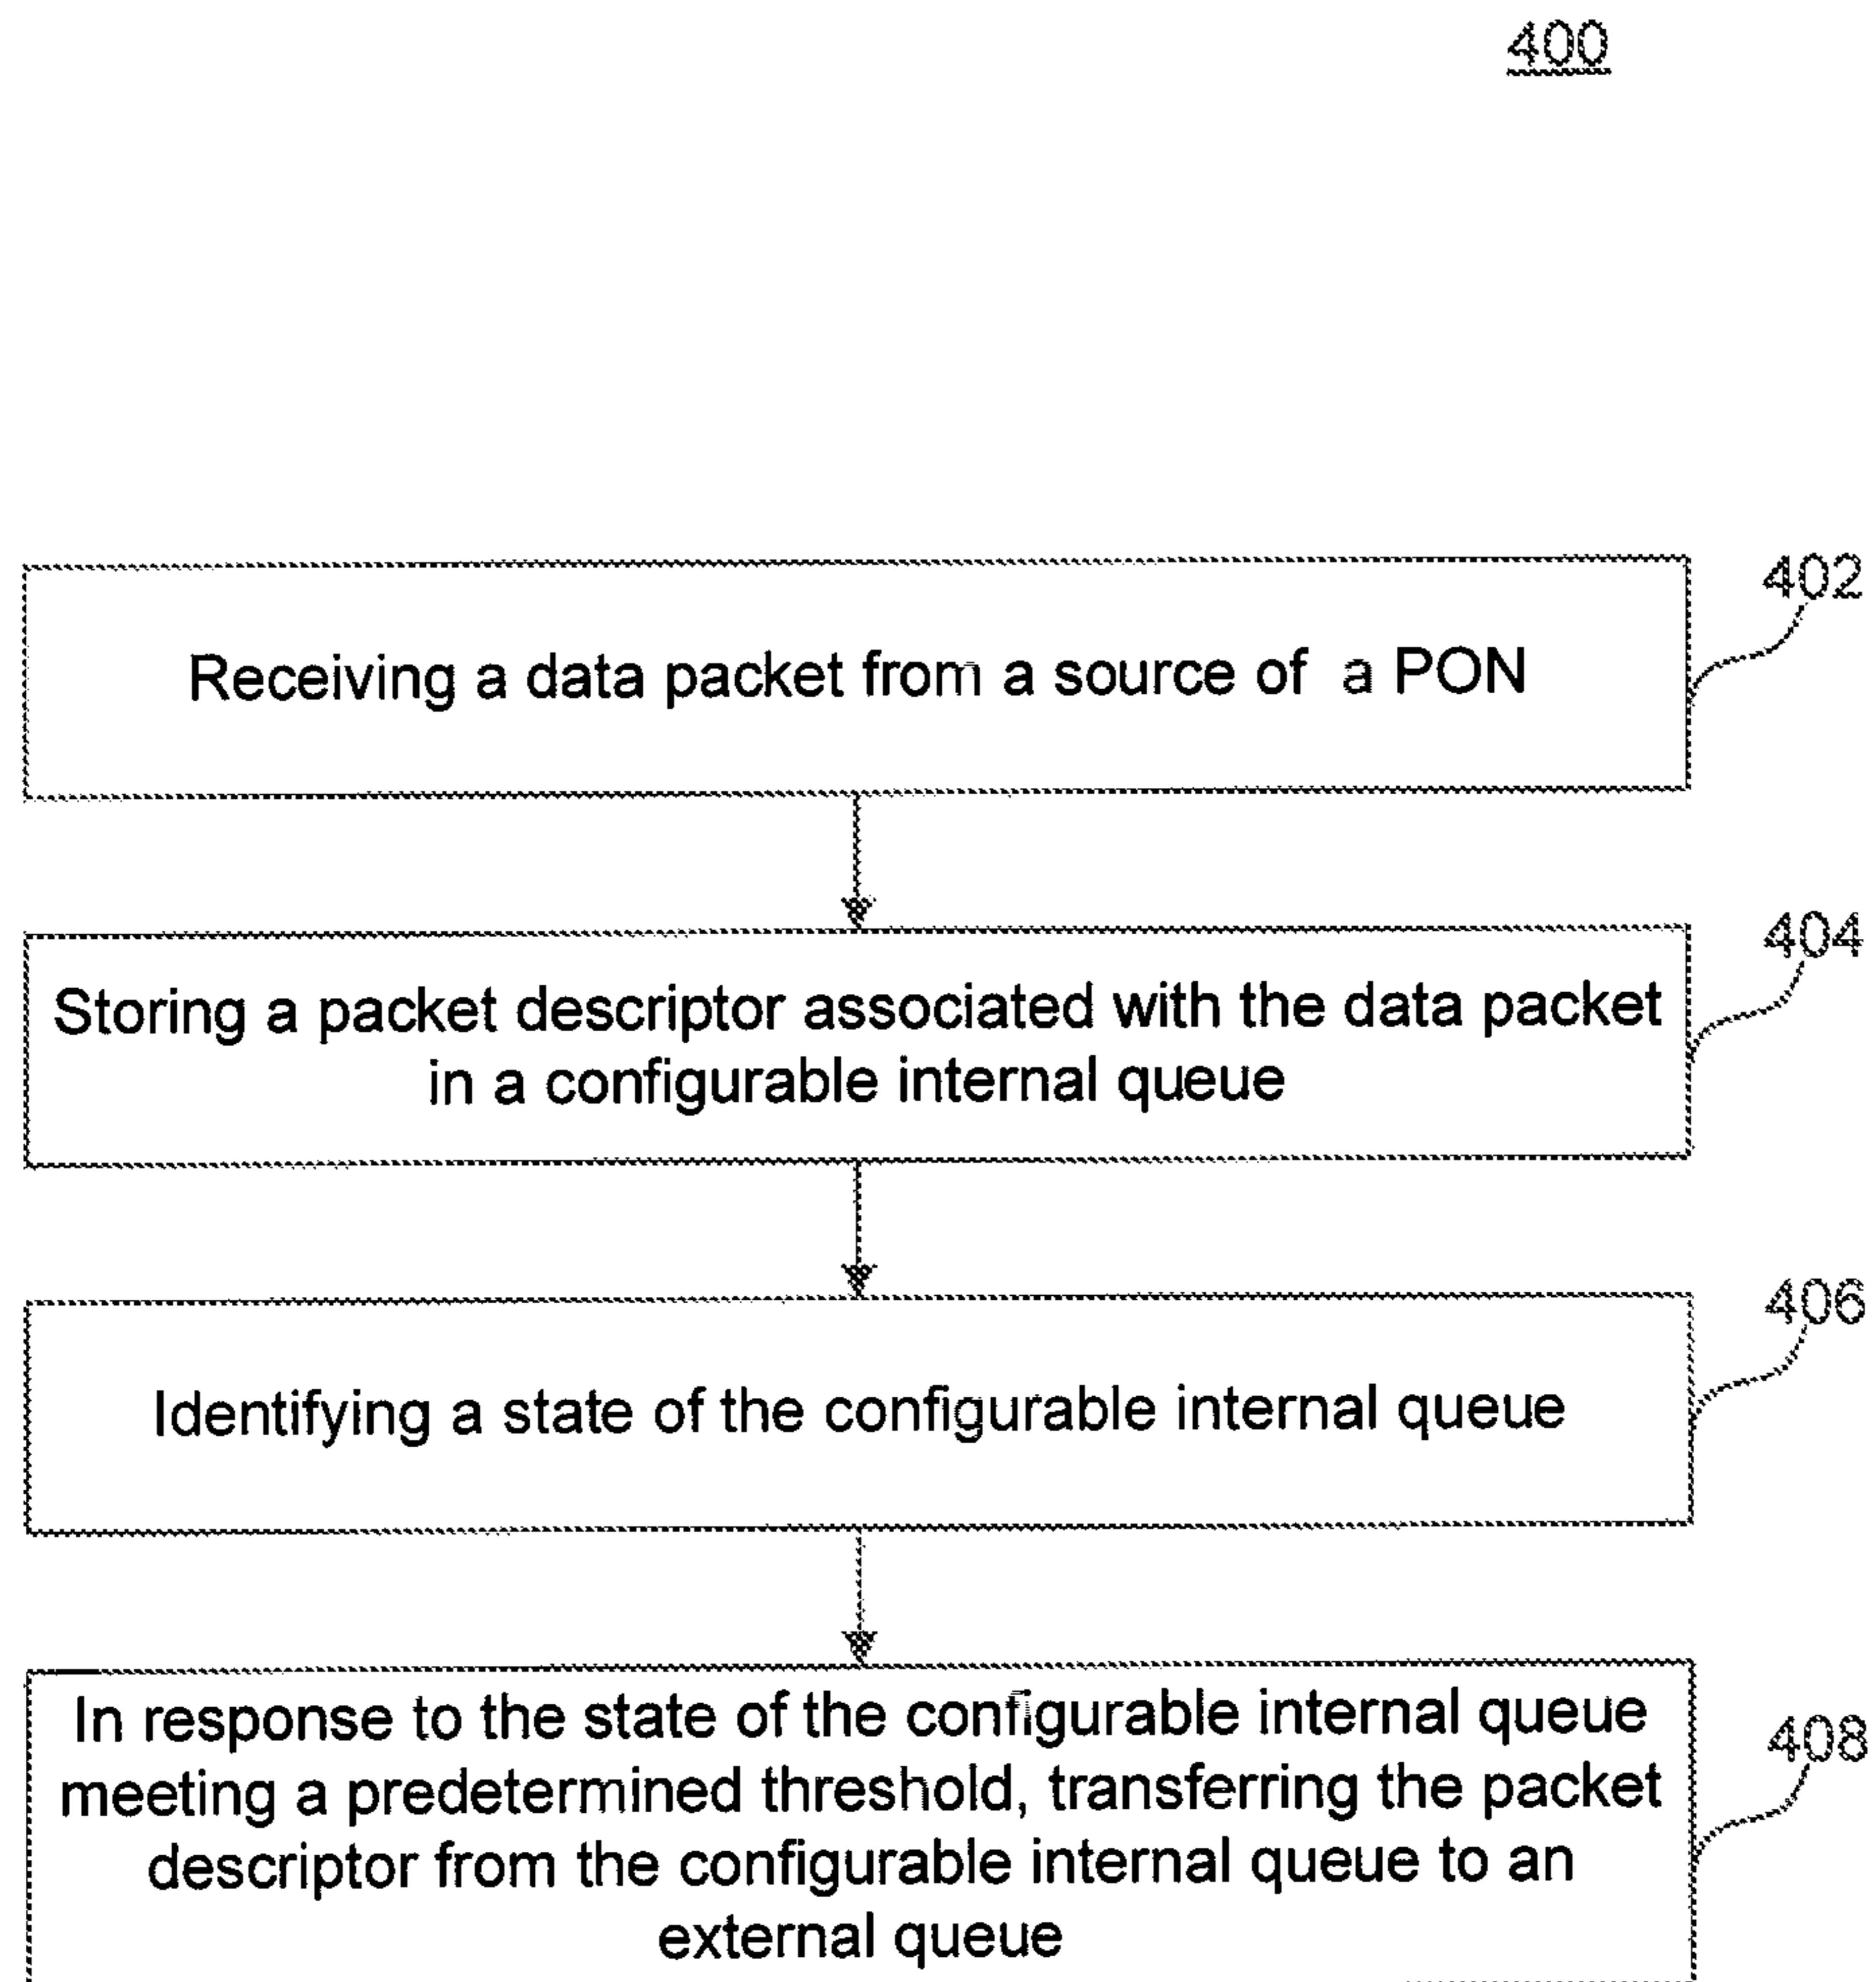 400
402
Receiving a data packet from a source of a PON
404
Storing a packet descriptor associated with the data packet
in a configurable internal queue
406
Identifying a state of the configurable internal queue
408
In response to the state of the configurable internal queue
meeting a predetermined threshold, transferring the packet
descriptor from the configurable internal queue to an
external queue